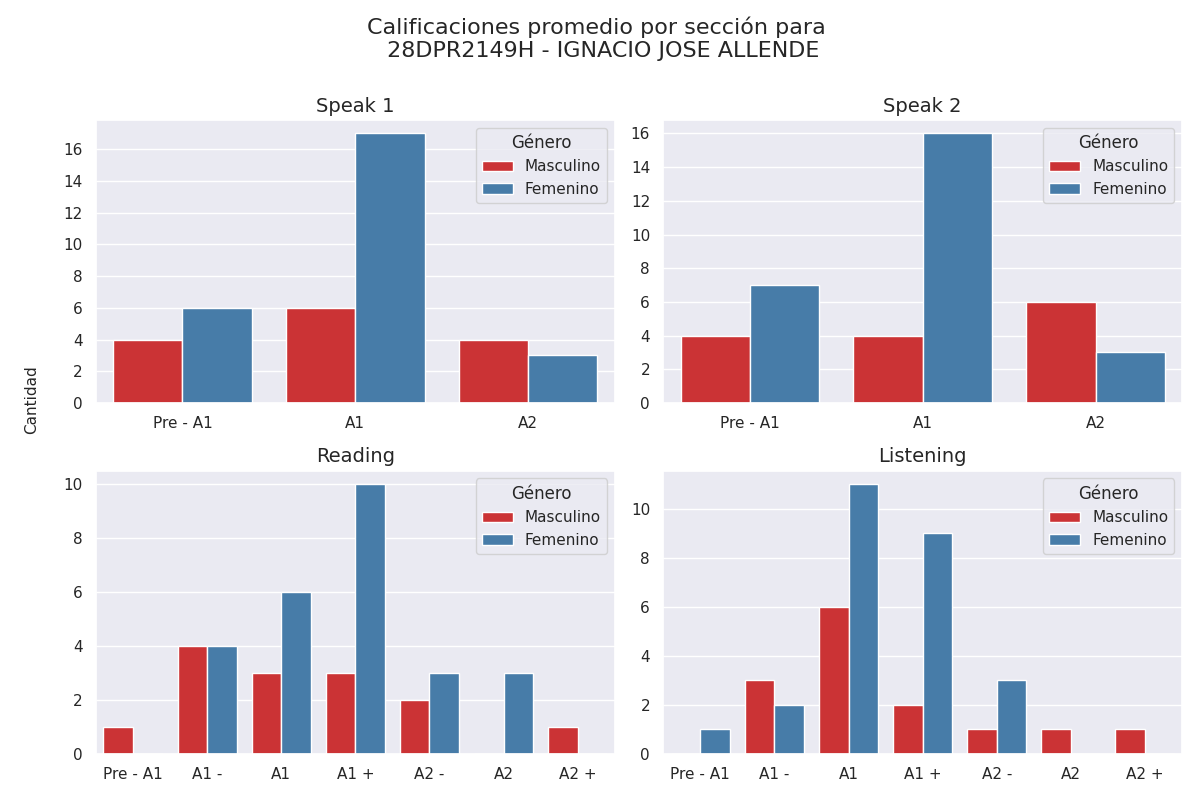 Calificaciones promedio por sección para
28DPR2149H - IGNACIO JOSE ALLENDE
Cantidad
Speak 1
16
14
12
10
8
6
4
2
0
Pre - A1
A1
A2
Género
Masculino
Femenino
Speak 2
16
14
12
10
8
6
4
2
0
Pre - A1
A1
A2
Género
Masculino
Femenino
Reading
10
8
6
4
2
0
Pre - A1
A1 -
A1
A1 +
A2 -
A2
A2 +
Género
Masculino
Femenino
Listening
10
8
6
4
2
0
Pre - A1
A1 -
A1
A1 +
A2 -
A2
A2 +
Género
Masculino
Femenino